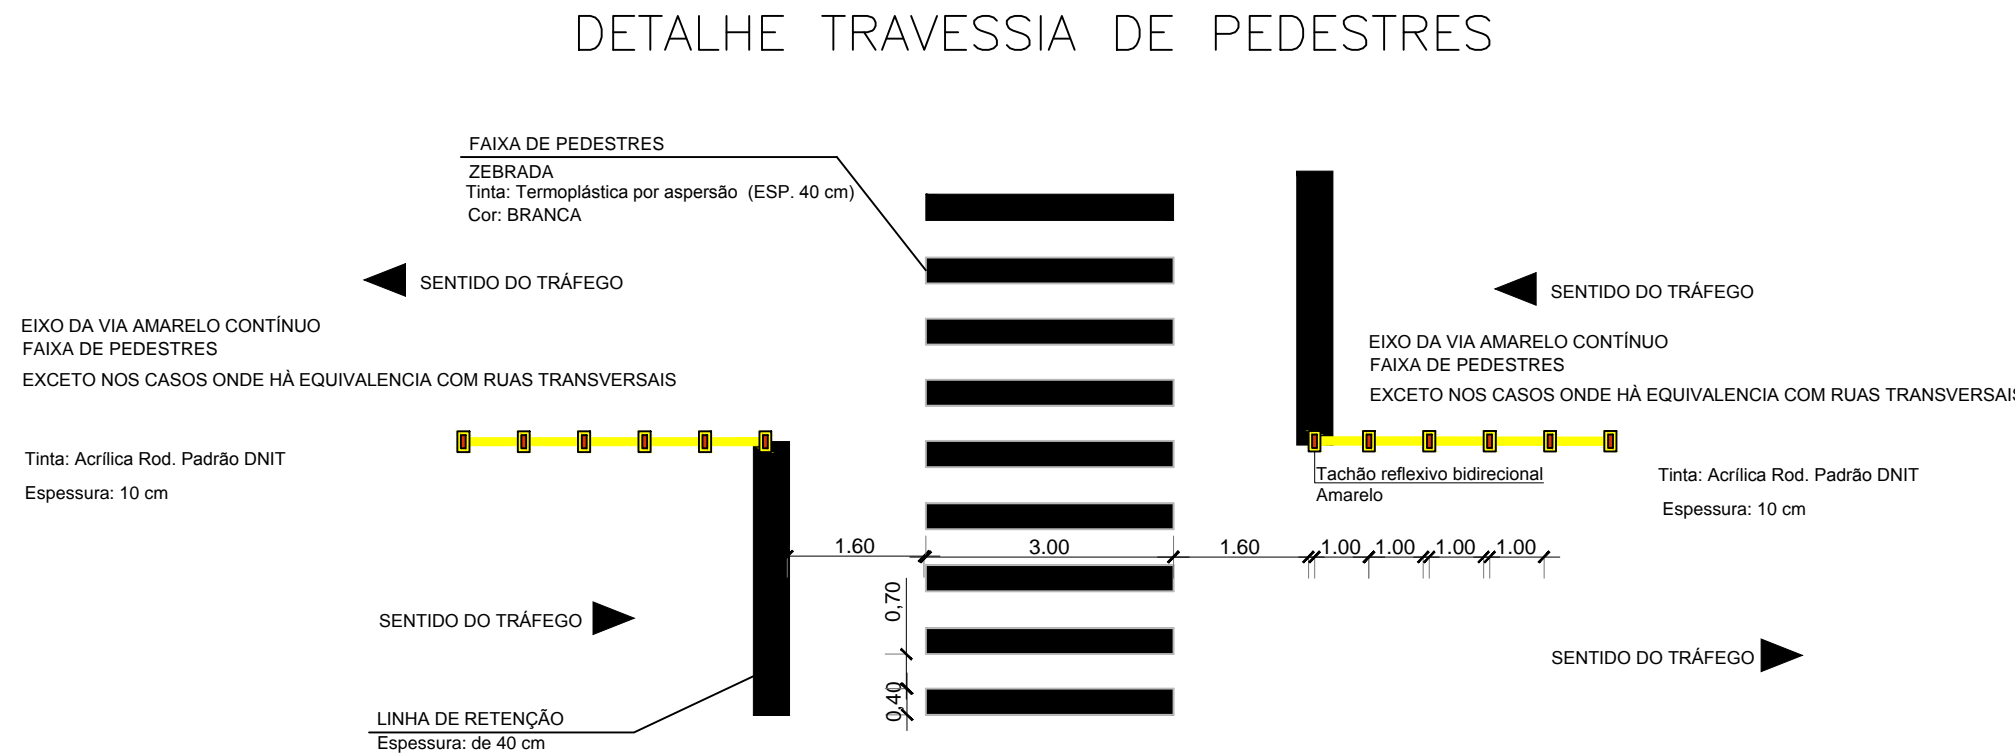 DETALHE TRAVESSIA DE PEDESTRES
FAIXA DE PEDESTRES
ZEBRADA
Tinta: Termoplástica por aspersão (ESP. 40 cm)
Cor: BRANCA
SENTIDO DO TRÁFEGO
SENTIDO DO TRÁFEGO
EIXO DA VIA AMARELO CONTÍNUO
FAIXA DE PEDESTRES
EXCETO NOS CASOS ONDE HÀ EQUIVALENCIA COM RUAS TRANSVERSAIS
EIXO DA VIA AMARELO CONTÍNUO
FAIXA DE PEDESTRES
EXCETO NOS CASOS ONDE HÀ EQUIVALENCIA COM RUAS TRANSVERSAIS
Tinta: Acrílica Rod. Padrão DNIT
Espessura: 10 cm
Tachão reflexivo bidirecional
Amarelo
Tinta: Acrílica Rod. Padrão DNIT
Espessura: 10 cm
1.60
3.00
1.60
1.00
1.00
1.00
1.00
0,70
0,40
SENTIDO DO TRÁFEGO
SENTIDO DO TRÁFEGO
LINHA DE RETENÇÃO
Espessura: de 40 cm